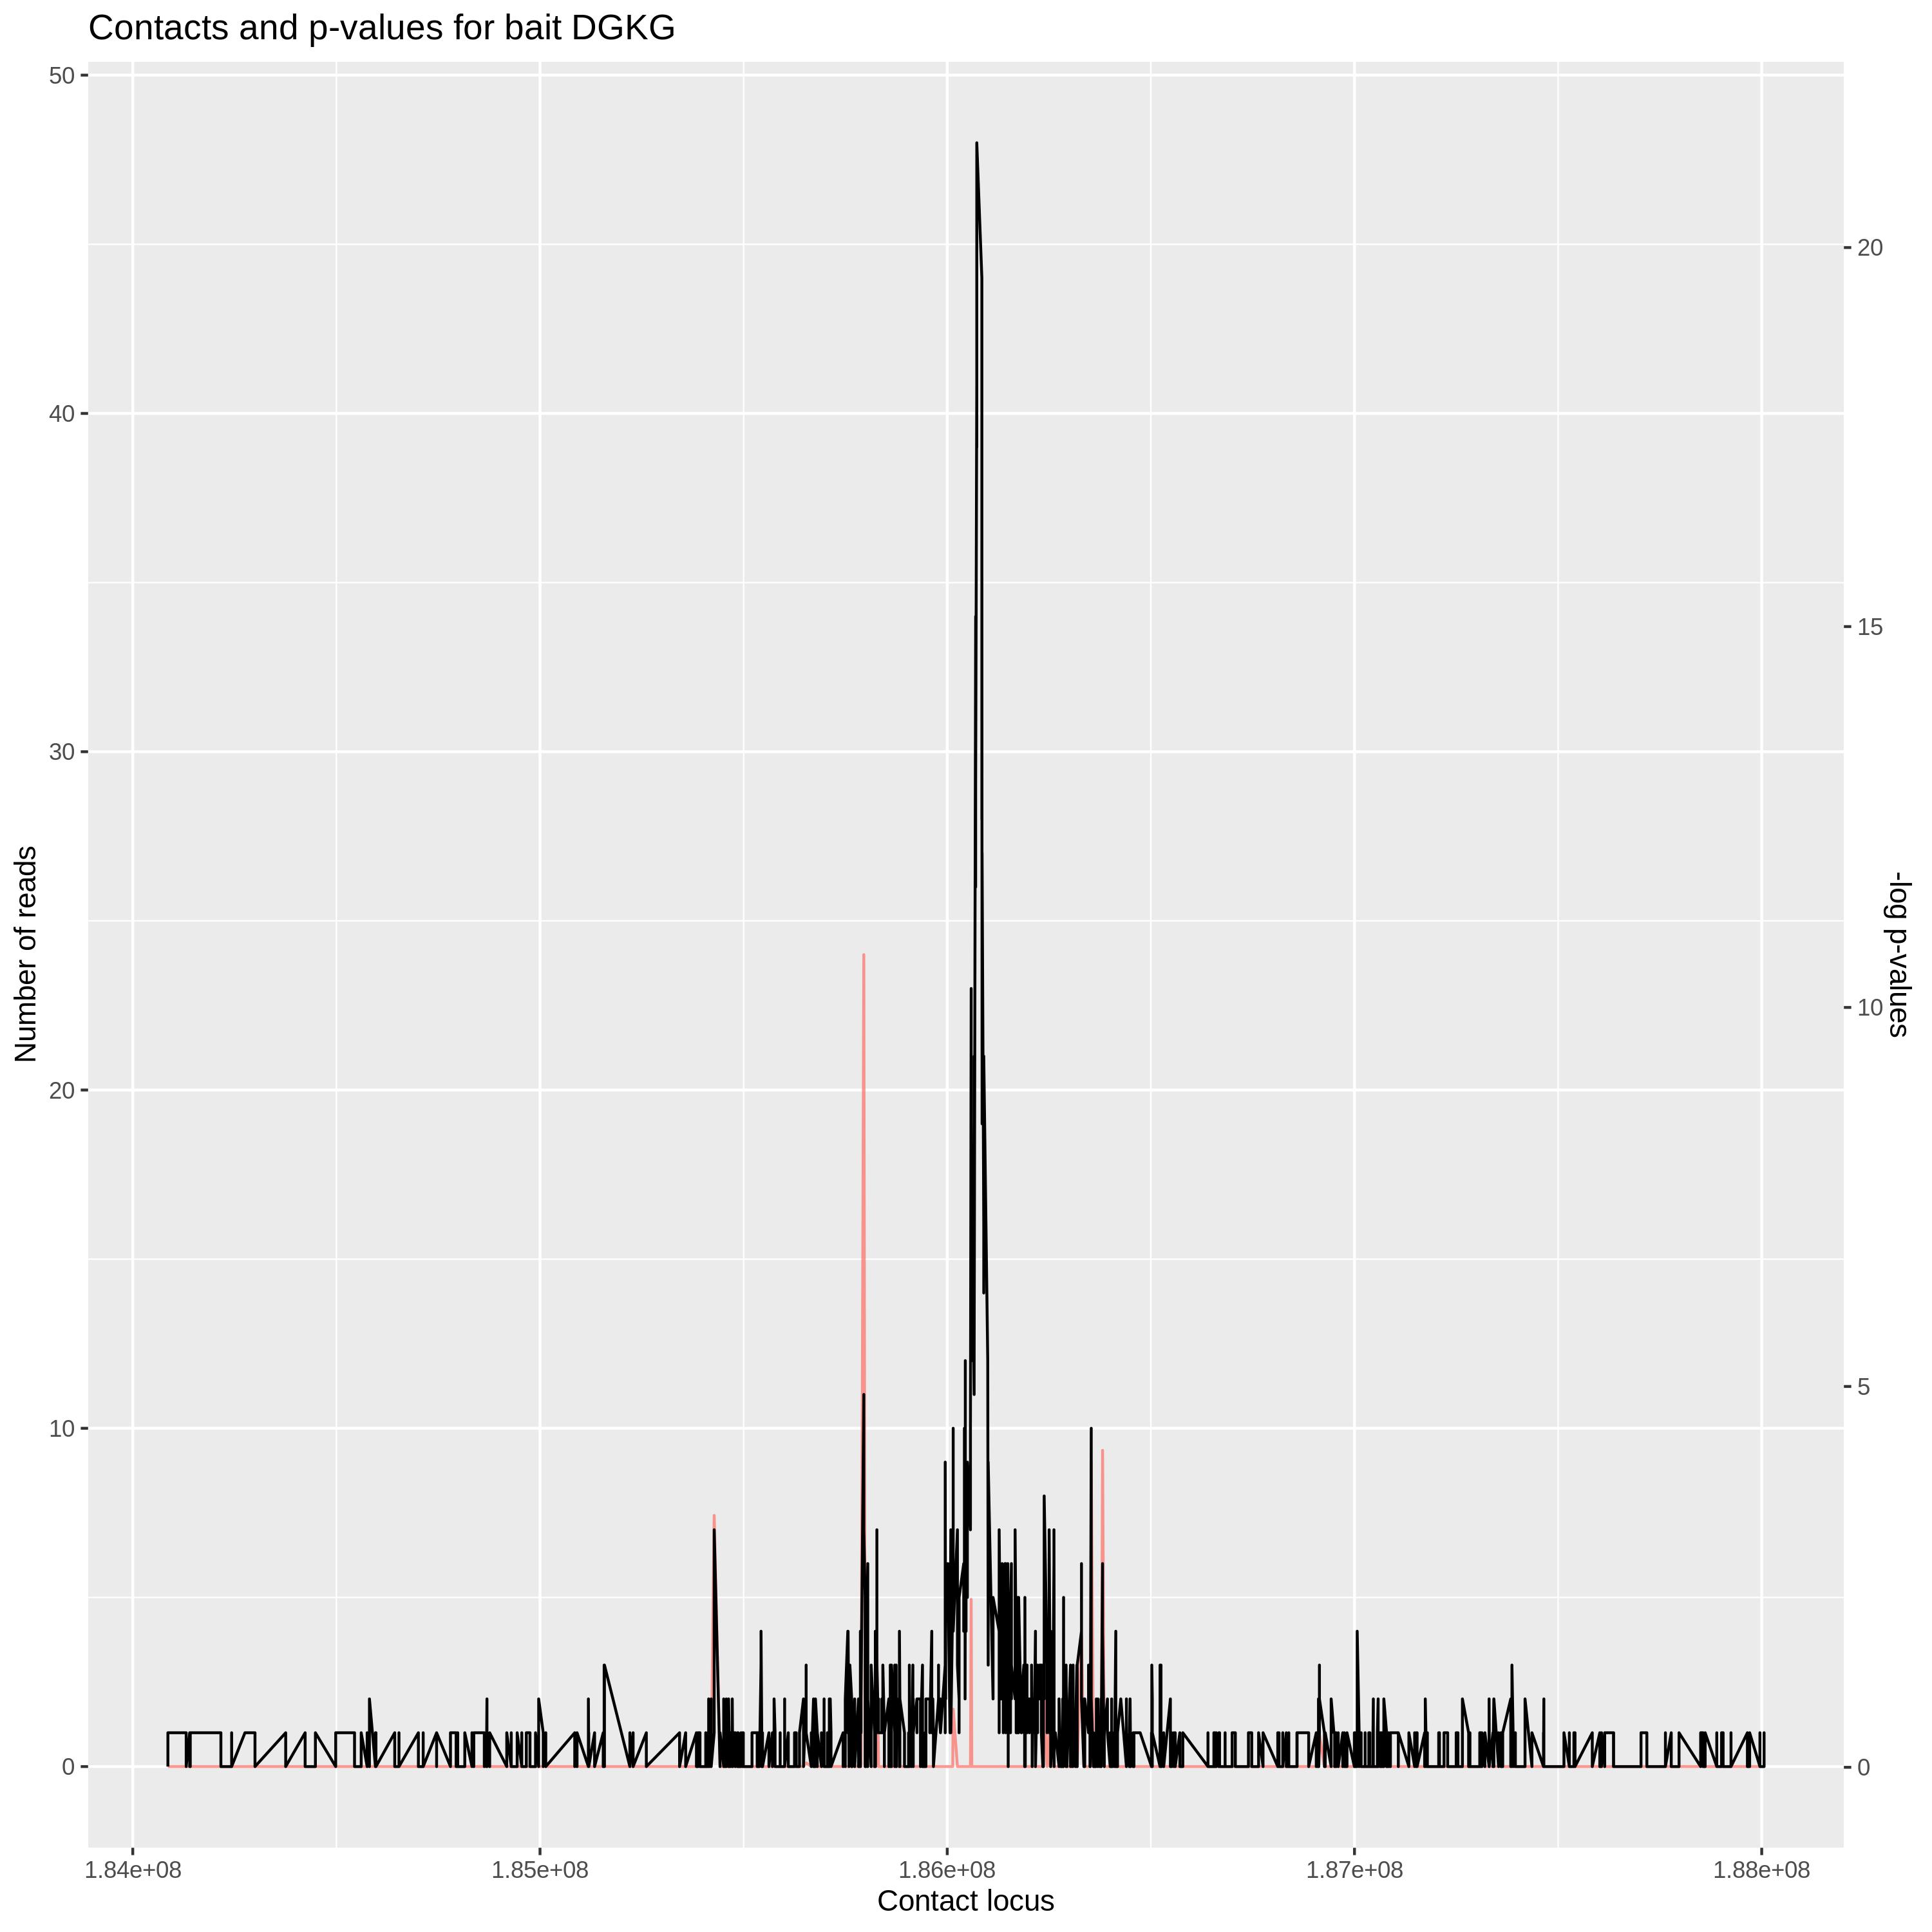 Contacts and p-values for bait DGKG
50
40
30
20
10
0
Number of reads
20
15
10
5
0
-log p-values
1.84e+08
1.85e+08
1.86e+08
1.87e+08
1.88e+08
Contact locus